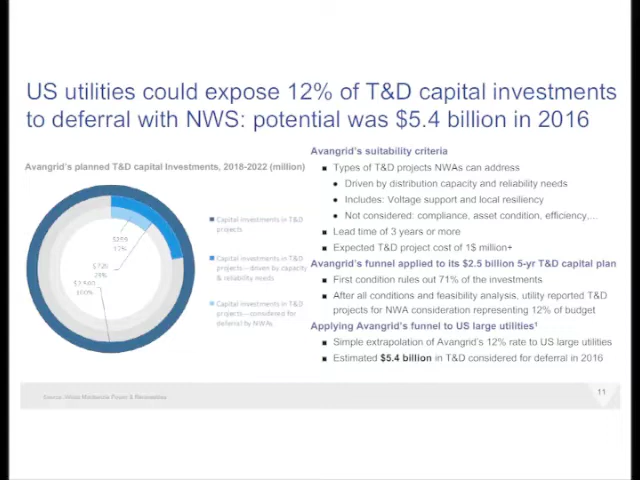 US utilities could expose 12% of T&D capital investments
to deferral with NWS: potential was $5.4 billion in 2016
Avangrid's planned T&D capital Investments, 2018-2022 (million)
12%
$2,500
100%
Capital investments in T&D
projects
Capital investments in T&D
projects—driven by capacity
& reliability needs
Capital investments in T&D
projects—considered for
deferral by NWAs
Avangrid's suitability criteria
■ Types of T&D projects NWAs can address
● Driven by distribution capacity and reliability needs
● Includes: Voltage support and local resiliency
● Not considered: compliance, asset condition, efficiency,...
■ Lead time of 3 years or more
■ Expected T&D project cost of 1$ million+
Avangrid's funnel applied to its $2.5 billion 5-yr T&D capital plan
■ First condition rules out 71% of the investments
■ After all conditions and feasibility analysis, utility reported T&D
projects for NWA consideration representing 12% of budget
Applying Avangrid's funnel to US large utilities¹
■ Simple extrapolation of Avangrid's 12% rate to US large utilities
■ Estimated $5.4 billion in T&D considered for deferral in 2016
Source: Wood Mackenzie Power & Renewables
11